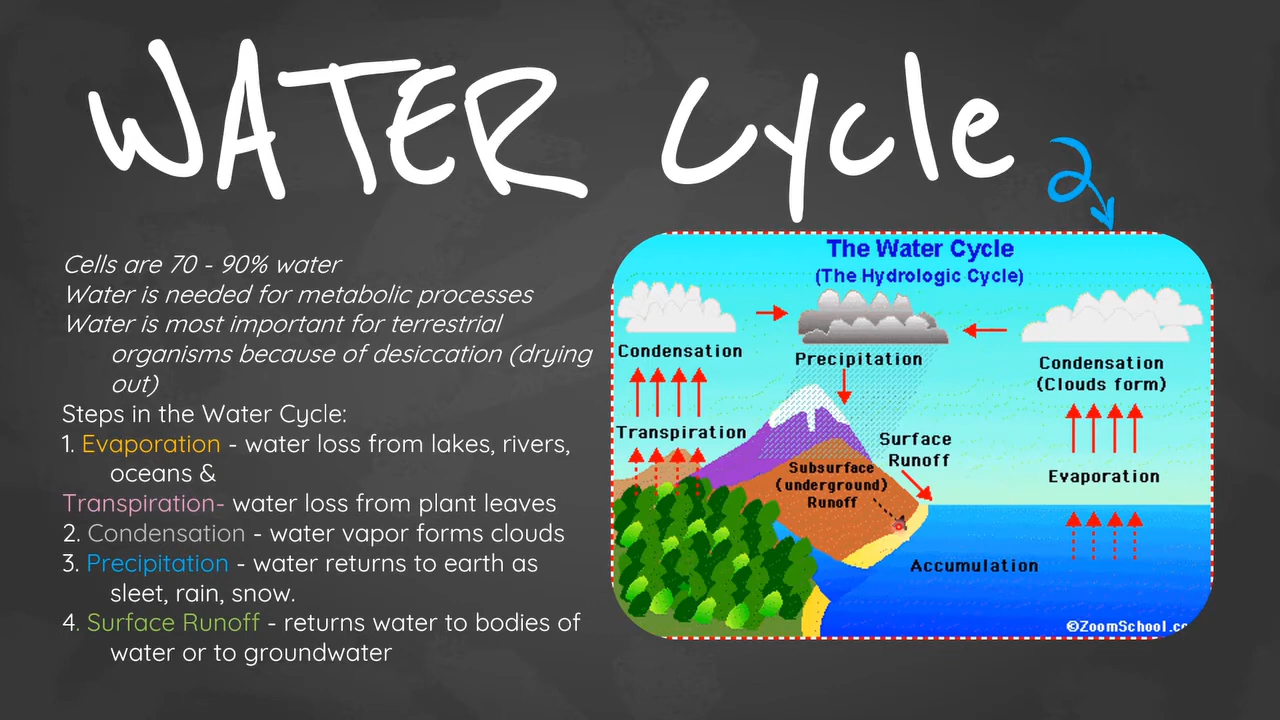 WATER Cycle
Cells are 70 - 90% water
Water is needed for metabolic processes
Water is most important for terrestrial
organisms because of desiccation (drying
out)
Steps in the Water Cycle:
1. Evaporation - water loss from lakes, rivers,
oceans &
Transpiration- water loss from plant leaves
2. Condensation - water vapor forms clouds
3. Precipitation - water returns to earth as
sleet, rain, snow.
4. Surface Runoff - returns water to bodies of
water or to groundwater
The Water Cycle
(The Hydrologic Cycle)
Condensation
Precipitation
Condensation
(Clouds form)
Transpiration
Surface
Runoff
Subsurface
(underground)
Runoff
Evaporation
Accumulation
©ZoomSchool.c